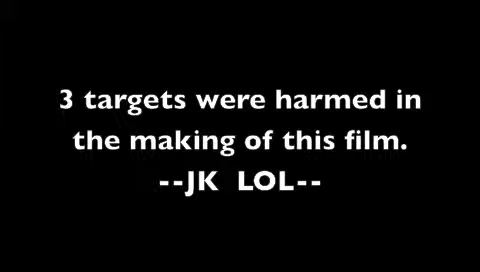 3 targets were harmed in
the making of this film.
--JK  LOL--